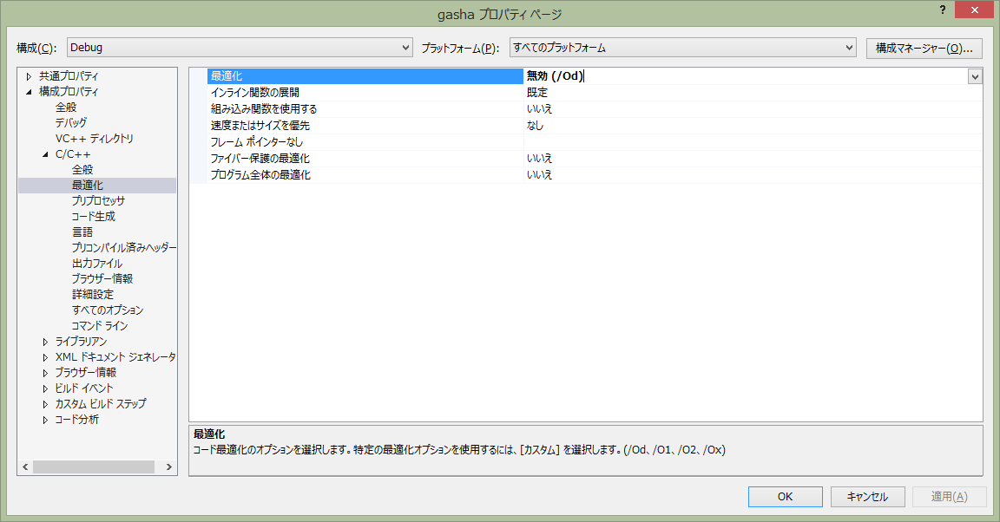 gasha プロパティ ページ
?
構成(C):
Debug
プラットフォーム(P):
すべてのプラットフォーム
構成マネージャー(O)...
共通プロパティ
構成プロパティ
全般
デバッグ
VC++ ディレクトリ
C/C++
全般
最適化
プリプロセッサ
コード生成
言語
プリコンパイル済みヘッダー
出力ファイル
ブラウザー情報
詳細設定
すべてのオプション
コマンド ライン
ライブラリアン
XML ドキュメント ジェネレータ
ブラウザー情報
ビルド イベント
カスタム ビルド ステップ
コード分析
最適化 無効 (/Od)
インライン関数の展開 既定
組み込み関数を使用する いいえ
速度またはサイズを優先 なし
フレーム ポインターなし
ファイバー保護の最適化 いいえ
プログラム全体の最適化 いいえ
最適化
コード最適化のオプションを選択します。特定の最適化オプションを使用するには、[カスタム] を選択します。(/Od、/O1、/O2、/Ox)
OK
キャンセル
適用(A)